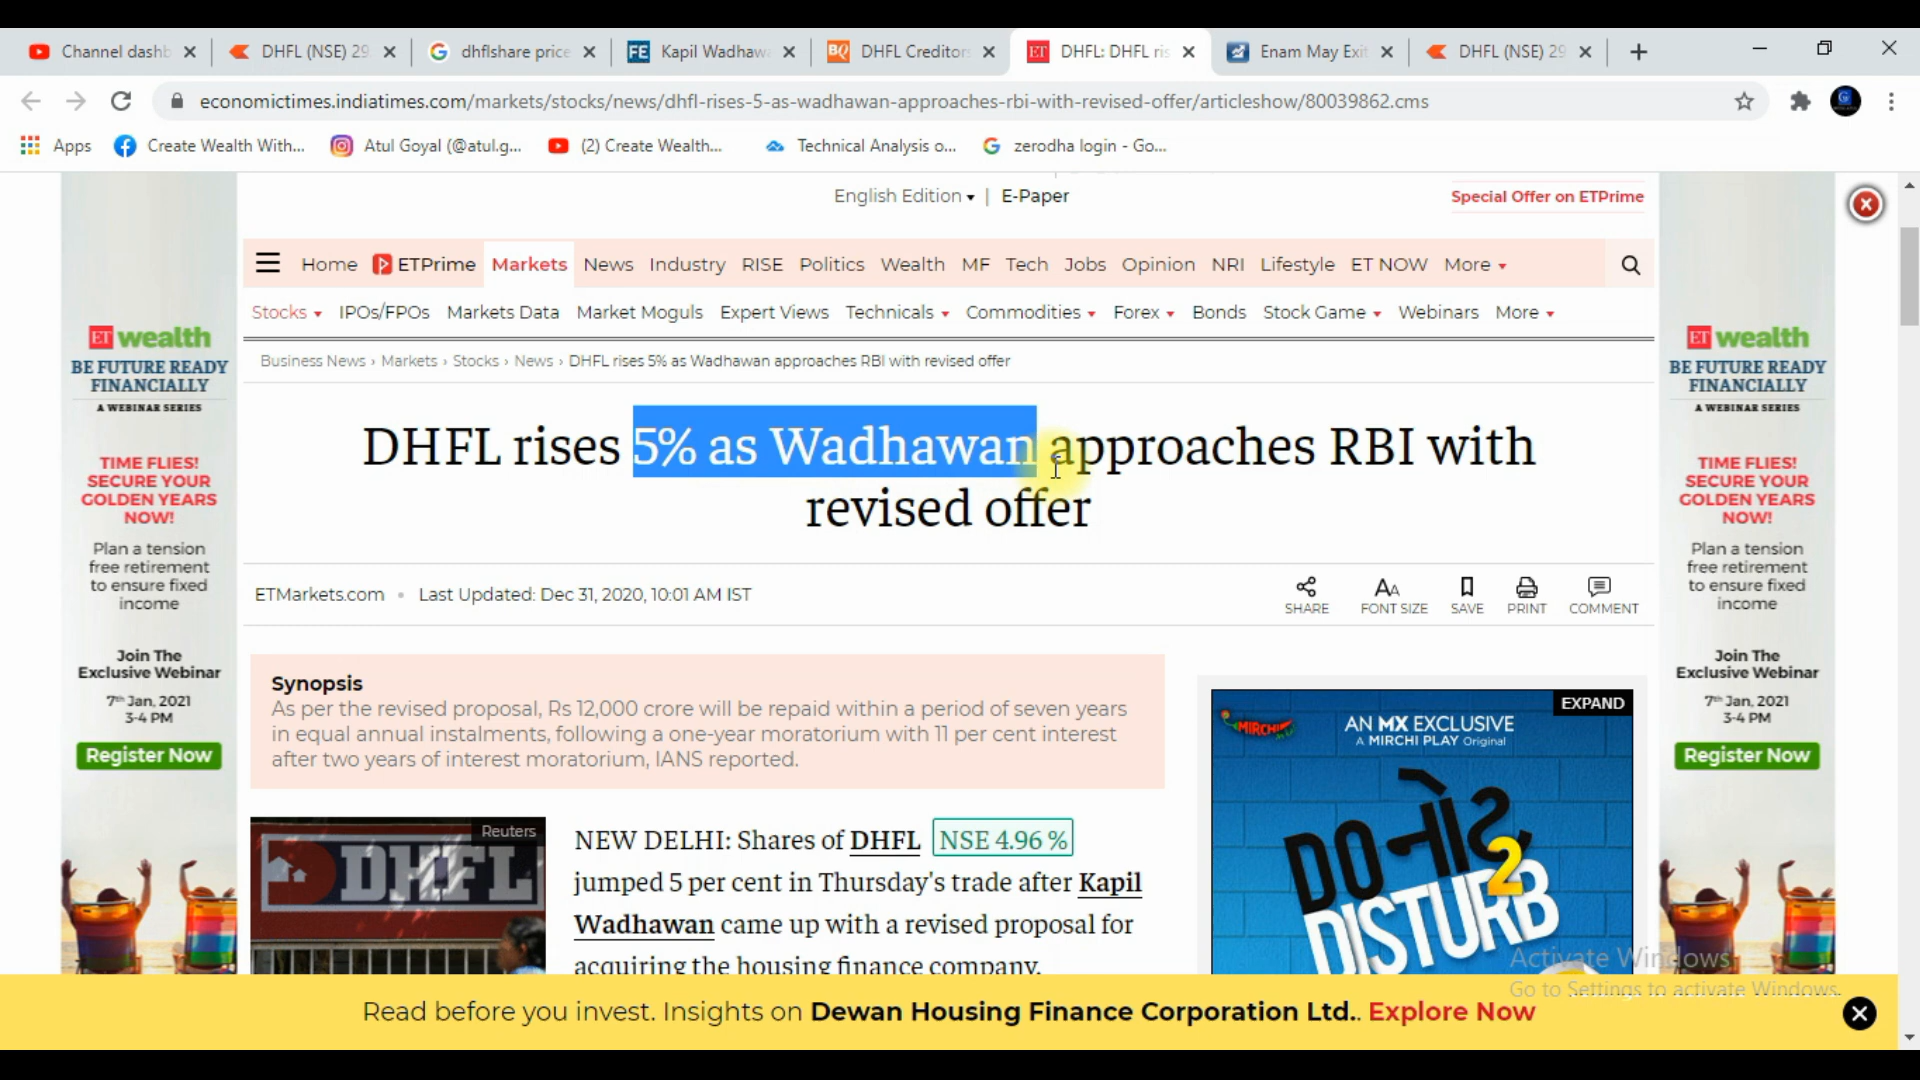 Channel dashb
DHFL (NSE) 29
dhflshare price
Kapil Wadhawa
DHFL Creditor
DHFL: DHFL ris
Enam May Exit
DHFL (NSE) 29
economictimes.indiatimes.com/markets/stocks/news/dhfl-rises-5-as-wadhawan-approaches-rbi-with-revised-offer/articleshow/80039862.cms
Apps
Create Wealth With...
Atul Goyal (@atul.g...
(2) Create Wealth...
Technical Analysis o...
zerodha login - Go...
English Edition | E-Paper
Special Offer on ETPrime
Home ETPrime Markets News Industry RISE Politics Wealth MF Tech Jobs Opinion NRI Lifestyle ET NOW More
Stocks IPOs/FPOs Markets Data Market Moguls Expert Views Technicals Commodities Forex Bonds Stock Game Webinars More
Business News › Markets › Stocks › News › DHFL rises 5% as Wadhawan approaches RBI with revised offer
DHFL rises 5% as Wadhawan approaches RBI with
revised offer
ETMarkets.com • Last Updated: Dec 31, 2020, 10:01 AM IST
SHARE
FONT SIZE
SAVE
PRINT
COMMENT
Synopsis
As per the revised proposal, Rs 12,000 crore will be repaid within a period of seven years
in equal annual instalments, following a one-year moratorium with 11 per cent interest
after two years of interest moratorium, IANS reported.
Reuters
DHFL
NEW DELHI: Shares of DHFL NSE 4.96 %
jumped 5 per cent in Thursday's trade after Kapil
Wadhawan came up with a revised proposal for
acquiring the housing finance company.
ET wealth
BE FUTURE READY
FINANCIALLY
A WEBINAR SERIES
TIME FLIES!
SECURE YOUR
GOLDEN YEARS
NOW!
Plan a tension
free retirement
to ensure fixed
income
Join The
Exclusive Webinar
7th Jan, 2021
3-4 PM
Register Now
EXPAND
MIRCHI
AN MX EXCLUSIVE
A MIRCHI PLAY Original
DO નોટ 2
DISTURB
ET wealth
BE FUTURE READY
FINANCIALLY
A WEBINAR SERIES
TIME FLIES!
SECURE YOUR
GOLDEN YEARS
NOW!
Plan a tension
free retirement
to ensure fixed
income
Join The
Exclusive Webinar
7th Jan, 2021
3-4 PM
Register Now
Activate Windows
Go to Settings to activate Windows.
Read before you invest. Insights on Dewan Housing Finance Corporation Ltd.. Explore Now